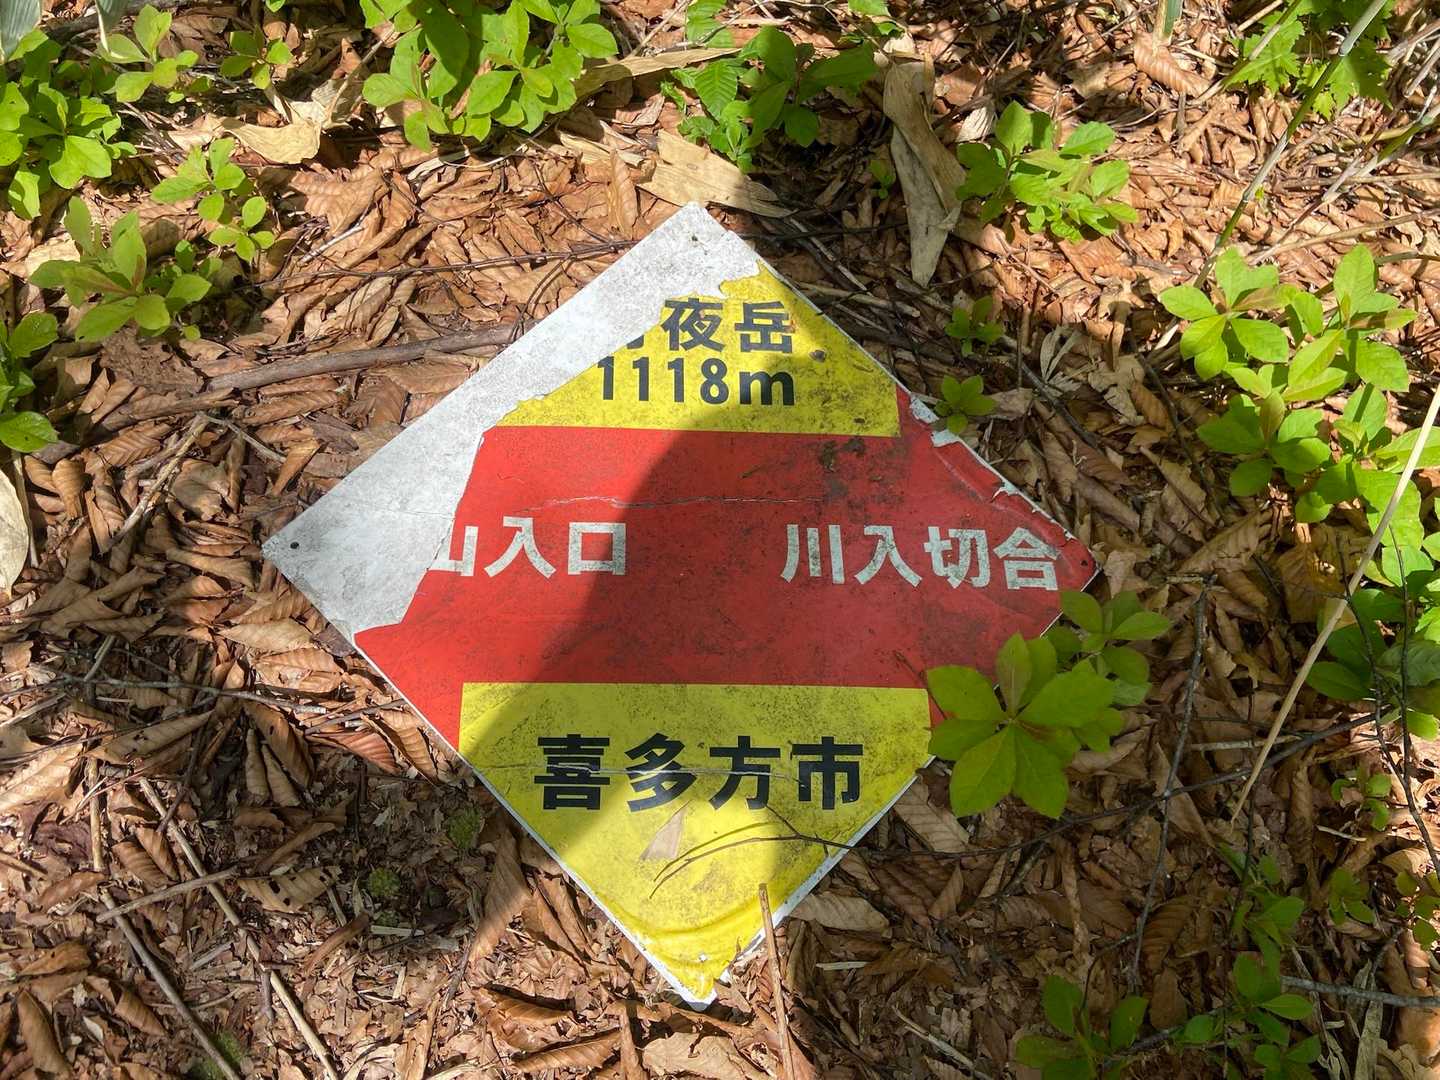 夜岳
1118m
山入口 川入切合
喜多方市